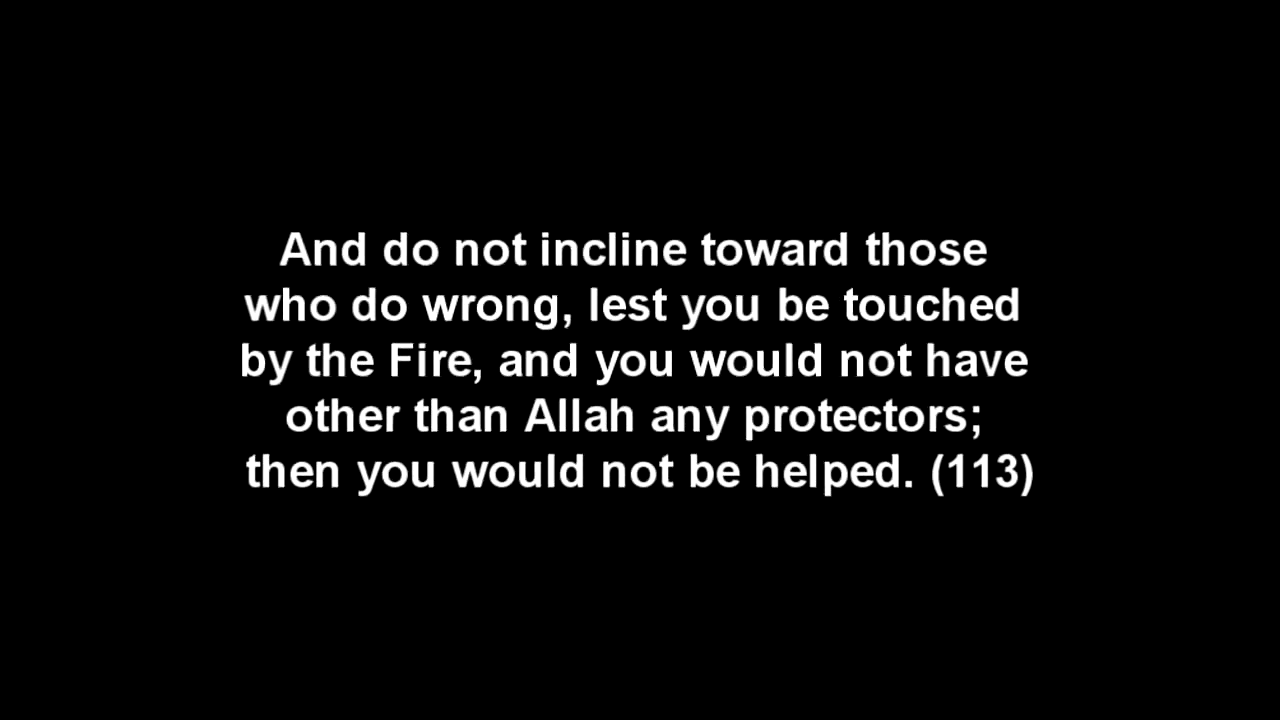 And do not incline toward those
who do wrong, lest you be touched
by the Fire, and you would not have
other than Allah any protectors;
then you would not be helped. (113)